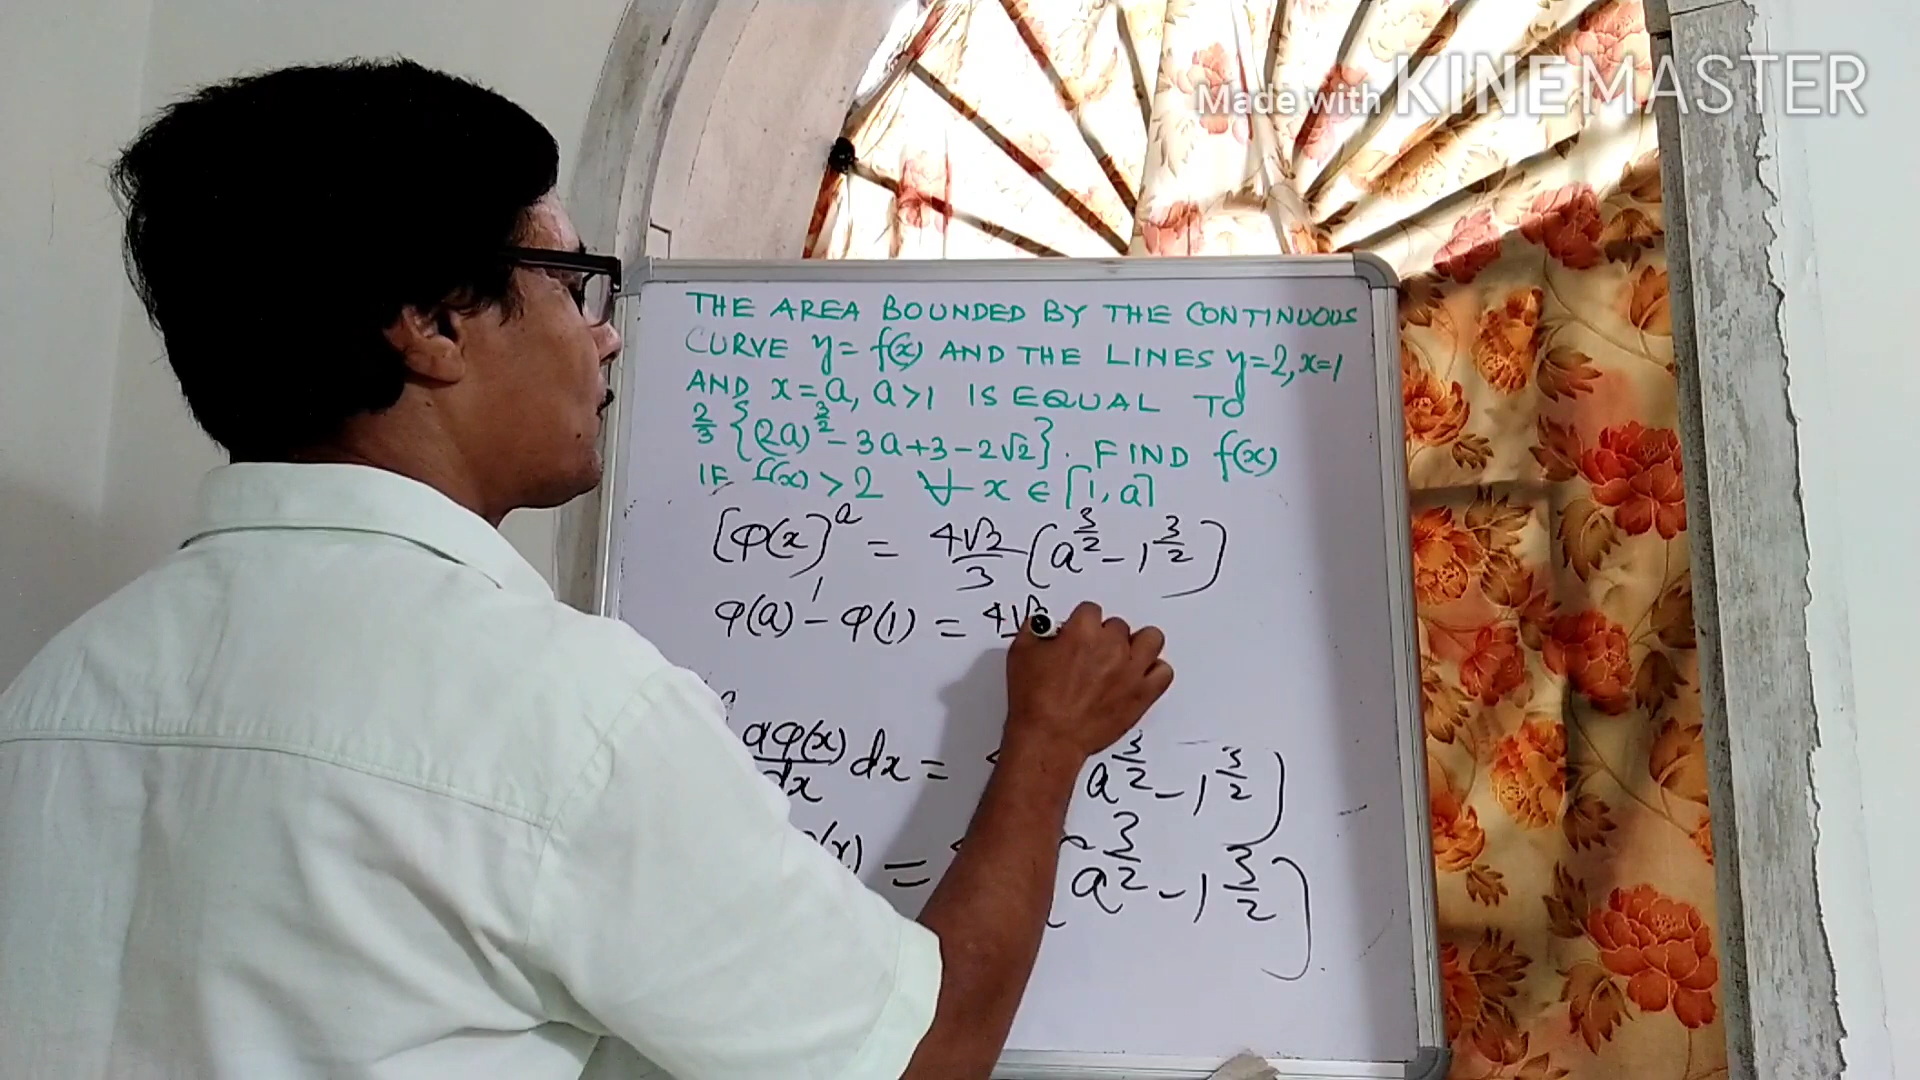 Made with KINEMASTER
THE AREA BOUNDED BY THE CONTINUOUS
CURVE y = f(x) AND THE LINES y=2, x=1
AND x = a, a>1 IS EQUAL TO
2/3 {(2a)^3/2 - 3a+3-2√2}. FIND f(x)
IF f(x) > 2 ∀ x ∈ [1, a]
[φ(x)]₁^a = 4√2/3 (a^3/2 - 1^3/2)
φ(a) - φ(1) = 4√
dφ(x)/dx dx = a^3/2 - 1^3/2)
(x) = (a^3/2 - 1^3/2)